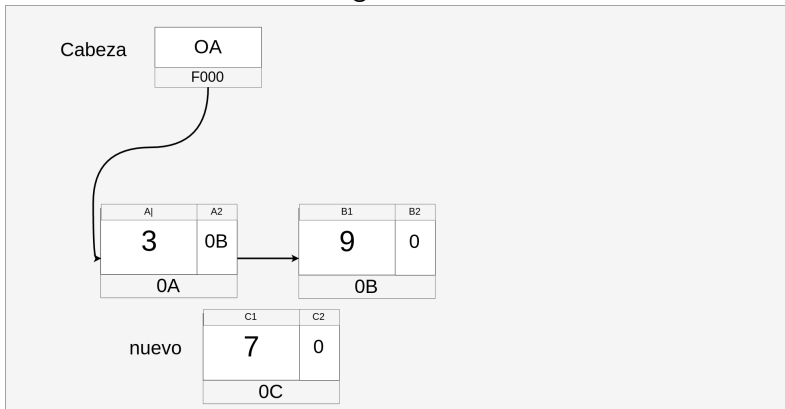 Cabeza
OA
F000
A| A2
3 0B
0A
B1 B2
9 0
0B
nuevo
C1 C2
7 0
0C